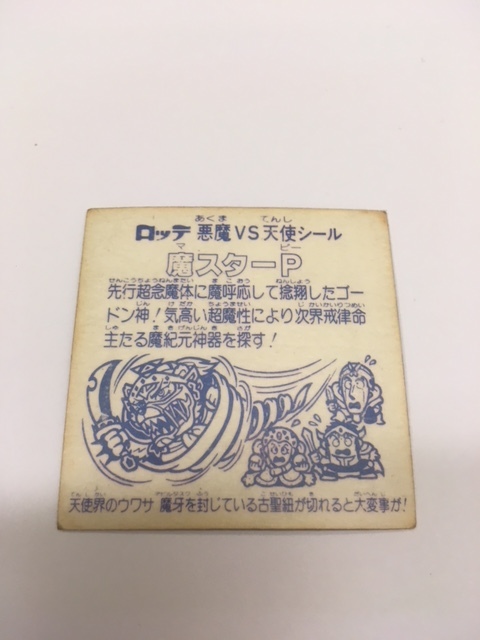 ロッテ 悪魔VS天使シール
魔スターP
先行超念魔体に魔呼応して捻翔したゴー
ドン神！気高い超魔性により次界戒律命
主たる魔紀元神器を探す！
天使界のウワサ 魔牙を封じている古聖紐が切れると大変事が！